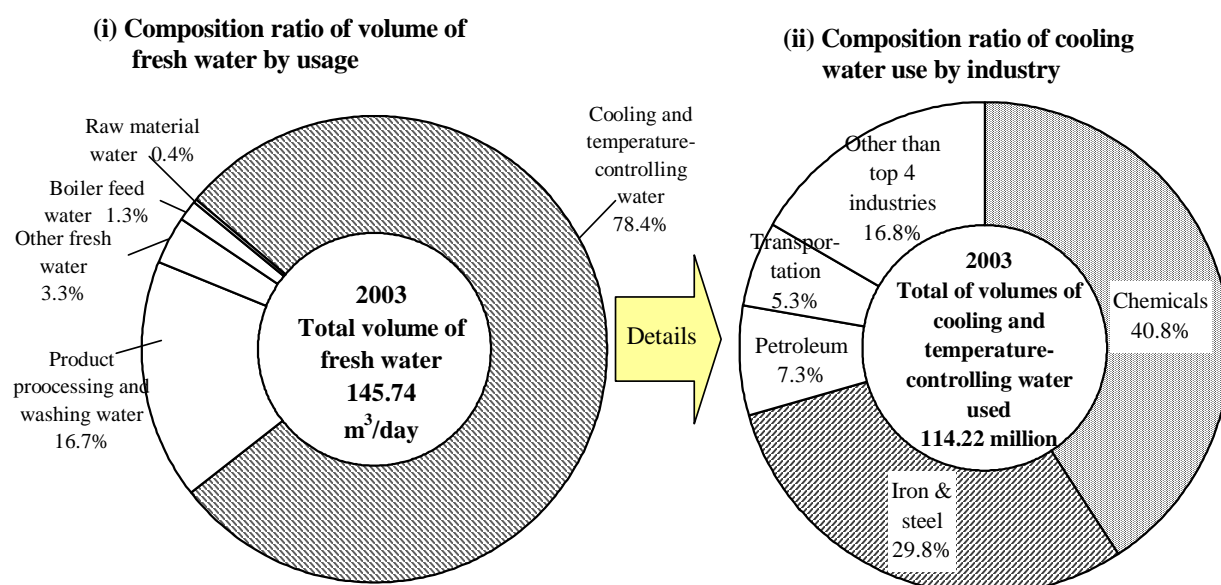 (i) Composition ratio of volume of
fresh water by usage
Raw material
water 0.4%
Boiler feed
water 1.3%
Other fresh
water
3.3%
Product
proocessing and
washing water
16.7%
Cooling and
temperature-
controlling
water
78.4%
2003
Total volume of
fresh water
145.74
m³/day
Details
(ii) Composition ratio of cooling
water use by industry
Other than
top 4
industries
16.8%
Transpor-
tation
5.3%
Petroleum
7.3%
Iron &
steel
29.8%
Chemicals
40.8%
2003
Total of volumes of
cooling and
temperature-
controlling water
used
114.22 million